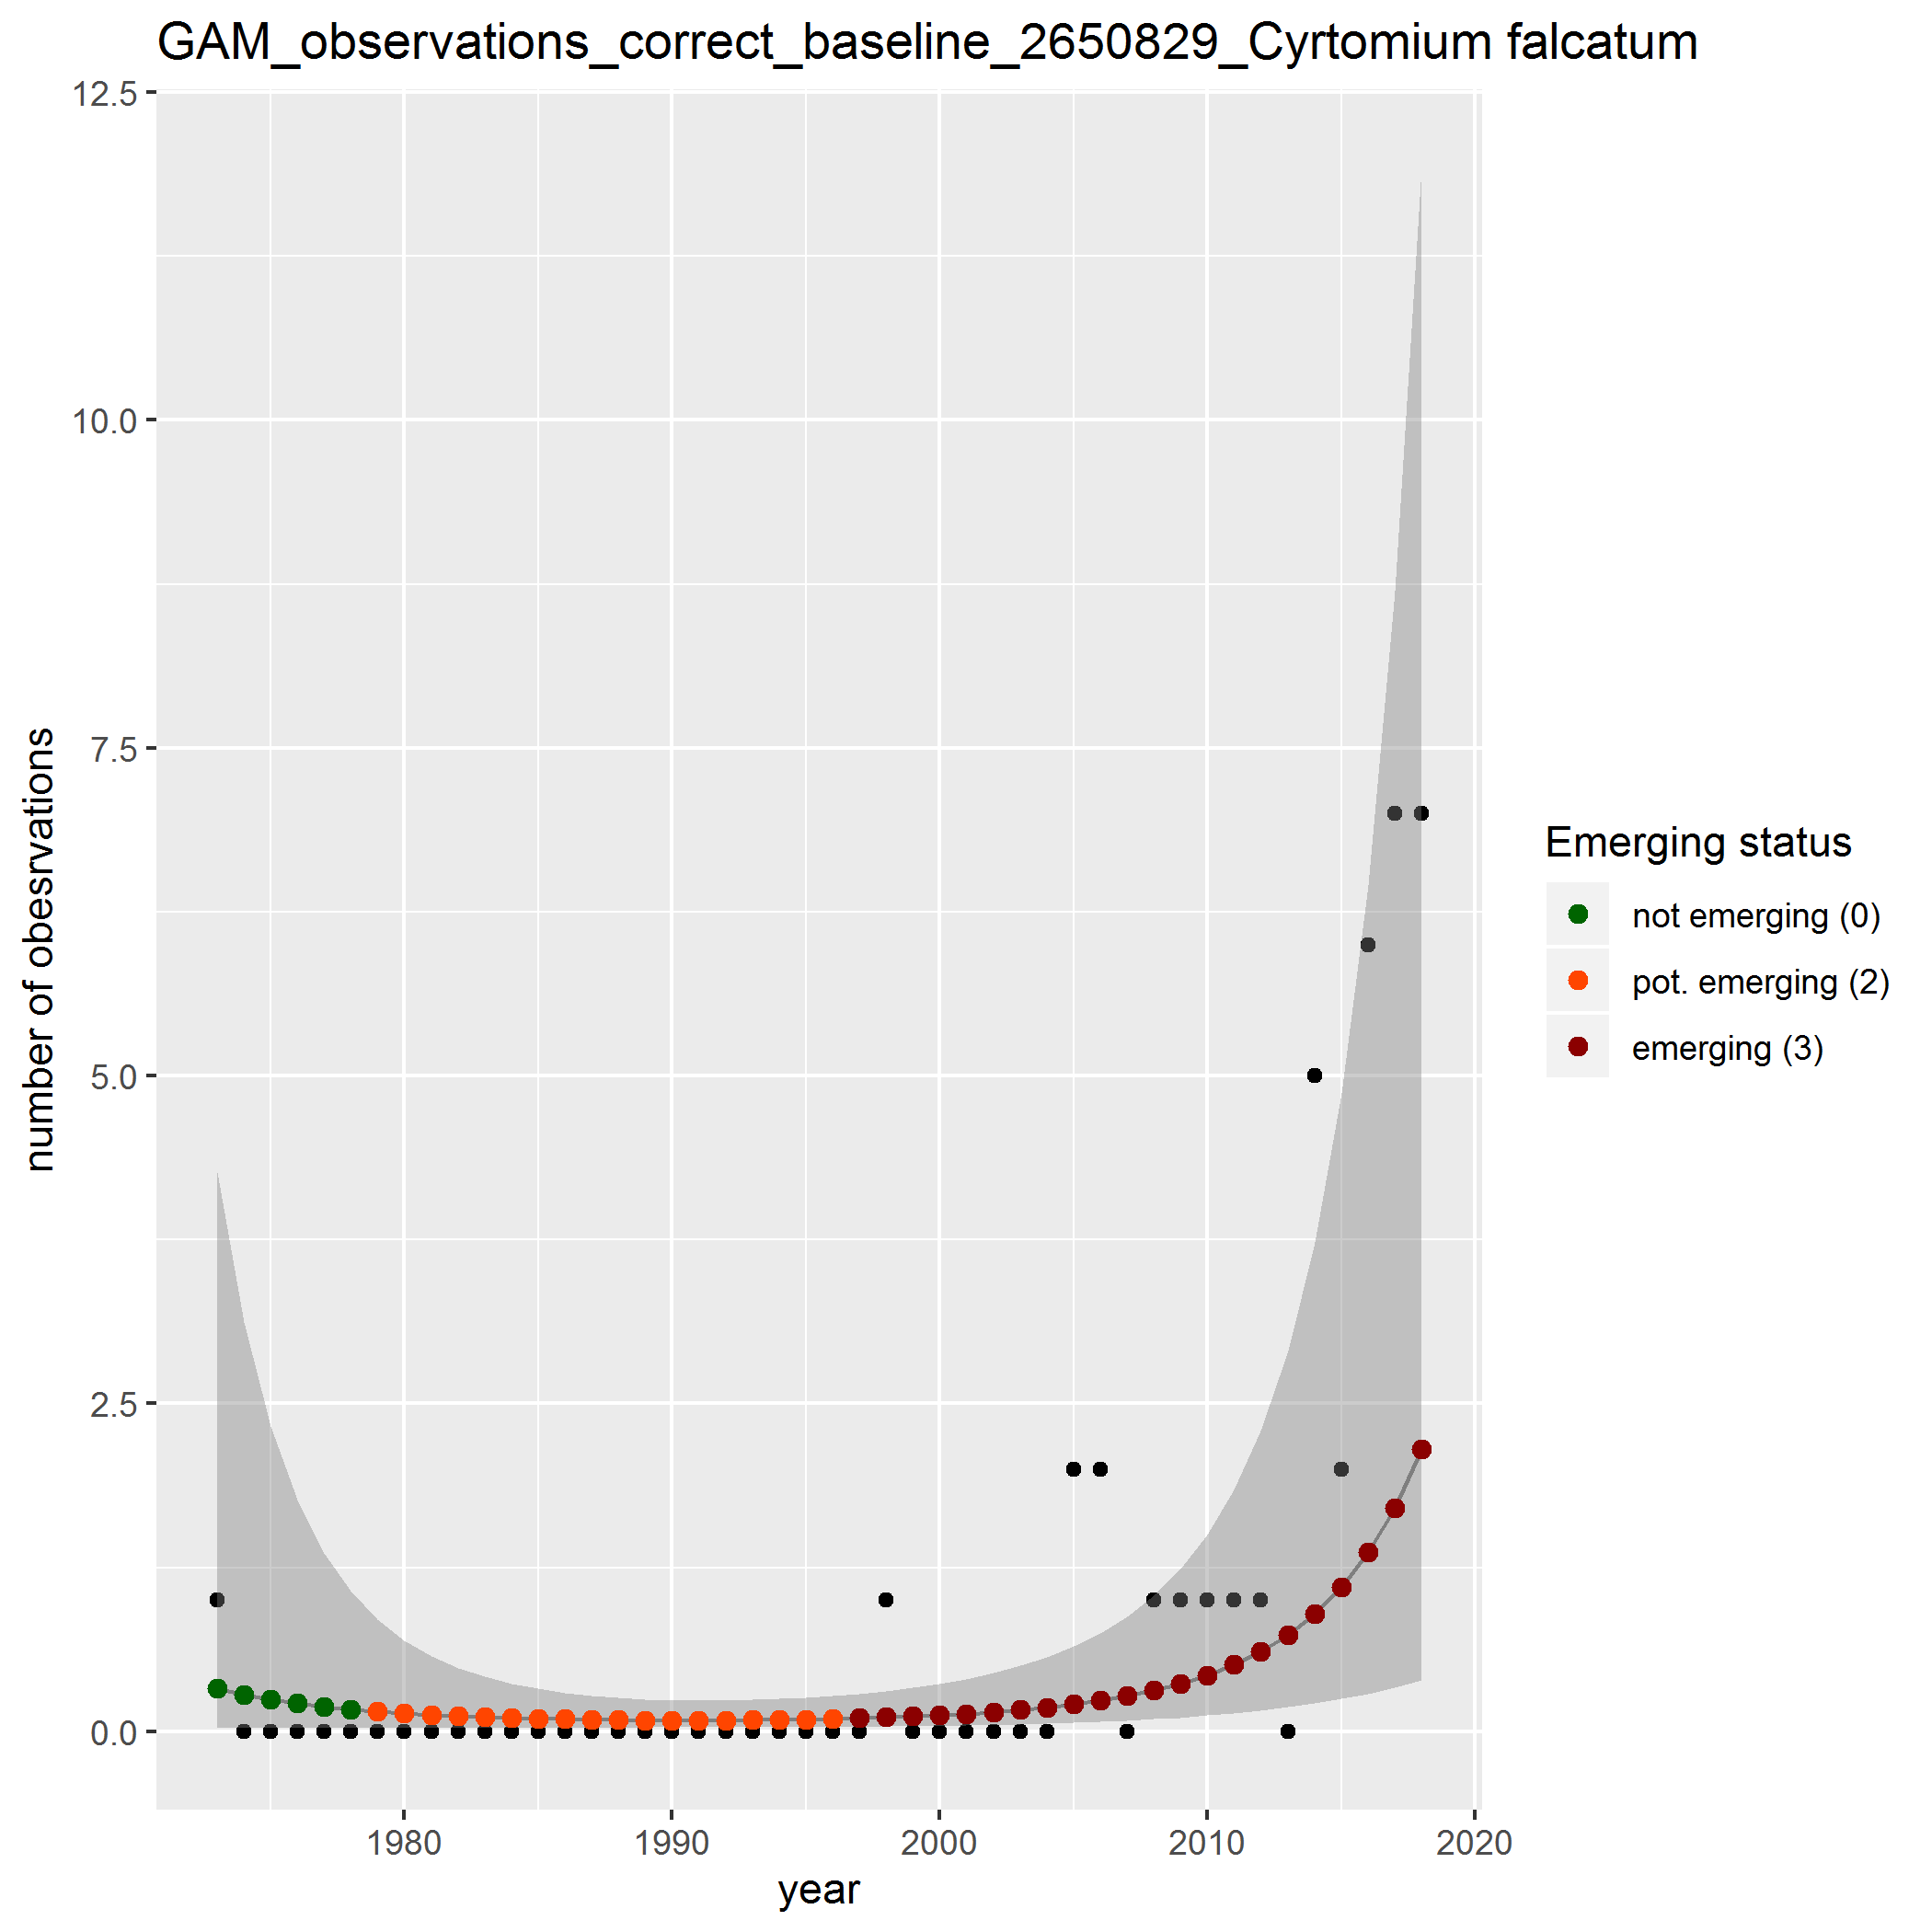 GAM_observations_correct_baseline_2650829_Cyrtomium falcatum
12.5
10.0
7.5
5.0
2.5
0.0
number of obesrvations
1980
1990
2000
2010
2020
year
Emerging status
not emerging (0)
pot. emerging (2)
emerging (3)